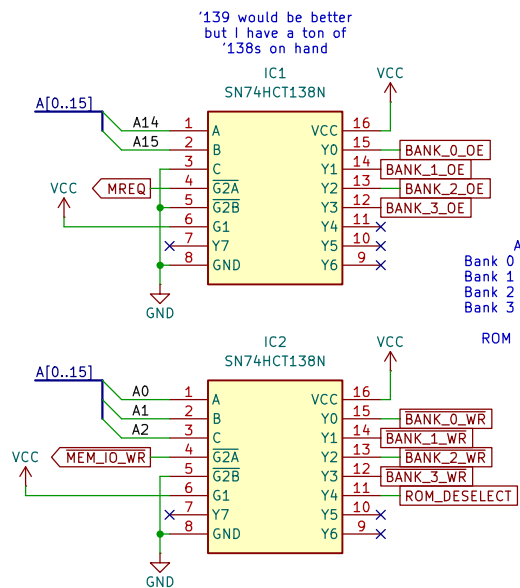 '139 would be better
but I have a ton of
'138s on hand
IC1
SN74HCT138N
VCC
A[0..15]
A14
A15
1
2
3
4
5
6
7
8
A
B
C
G2A
G2B
G1
Y7
GND
VCC
Y0
Y1
Y2
Y3
Y4
Y5
Y6
16
15
14
13
12
11
10
9
BANK_0_OE
BANK_1_OE
BANK_2_OE
BANK_3_OE
VCC
MREQ
GND
A
Bank 0
Bank 1
Bank 2
Bank 3
ROM
IC2
SN74HCT138N
VCC
A[0..15]
A0
A1
A2
1
2
3
4
5
6
7
8
A
B
C
G2A
G2B
G1
Y7
GND
VCC
Y0
Y1
Y2
Y3
Y4
Y5
Y6
16
15
14
13
12
11
10
9
BANK_0_WR
BANK_1_WR
BANK_2_WR
BANK_3_WR
ROM_DESELECT
VCC
MEM_IO_WR
GND